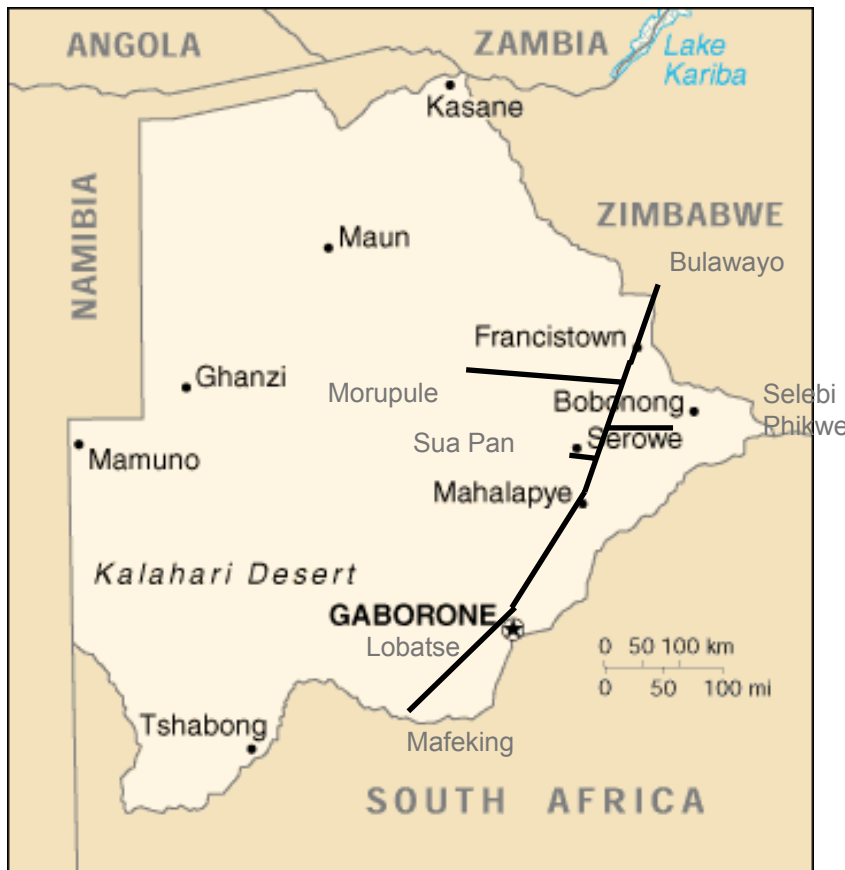 ANGOLA
ZAMBIA
Lake
Kariba
Kasane
NAMIBIA
ZIMBABWE
Maun
Bulawayo
Francistown
Ghanzi
Morupule
Bobonong
Selebi
Phikwe
Sua Pan
Serowe
Mamuno
Mahalapye
Kalahari Desert
GABORONE
Lobatse
0 50 100 km
0 50 100 mi
Tshabong
Mafeking
SOUTH AFRICA